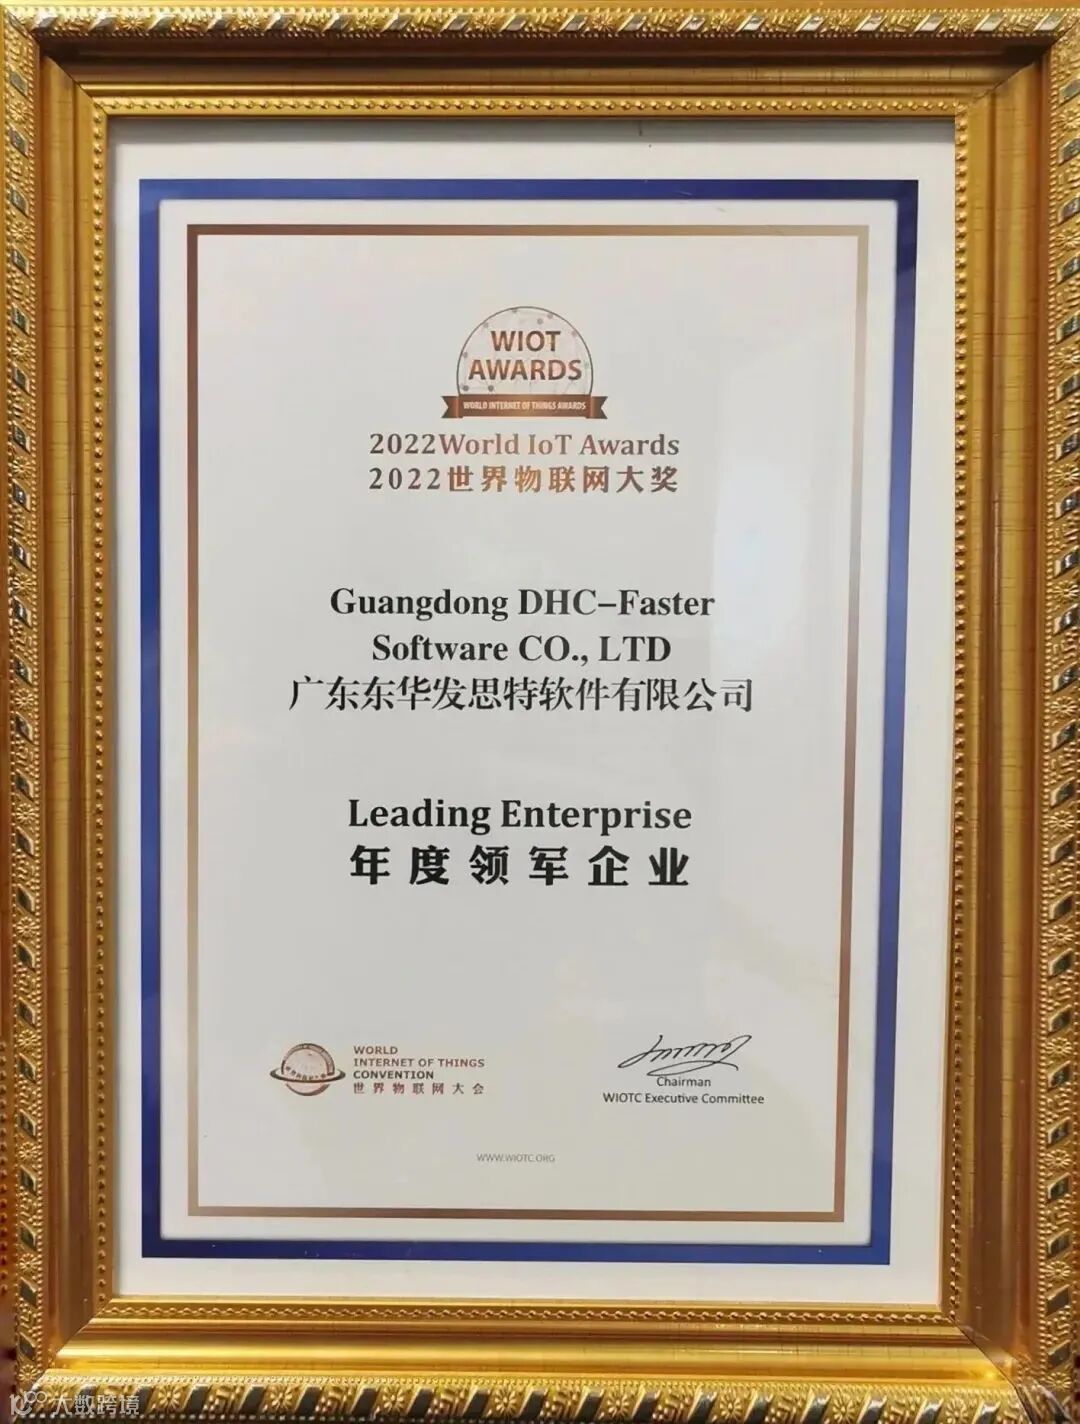 WIOT
AWARDS
WORLD INTERNET OF THINGS AWARDS
2022World IoT Awards
2022世界物联网大奖
Guangdong DHC-Faster
Software CO., LTD
广东东华发思特软件有限公司
Leading Enterprise
年度领军企业
WORLD
INTERNET OF THINGS
CONVENTION
世界物联网大会
Chairman
WIOTC Executive Committee
WWW.WIOTC.ORG
大数跨境